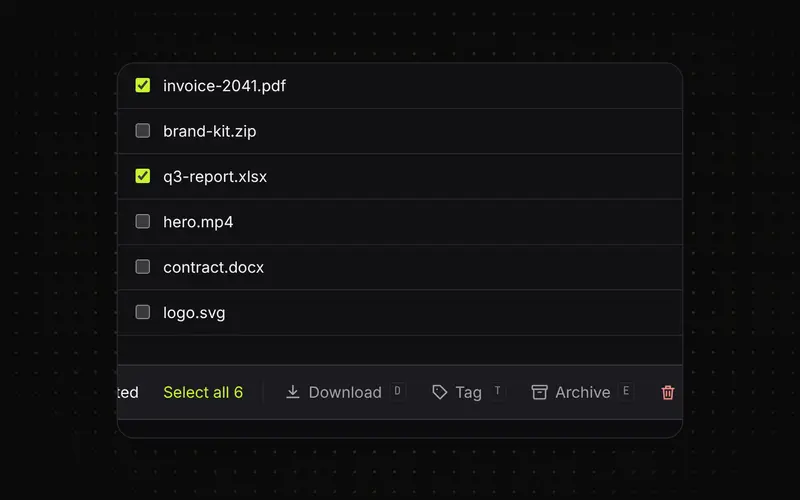 invoice-2041.pdf
brand-kit.zip
q3-report.xlsx
hero.mp4
contract.docx
logo.svg
ted Select all 6 Download D Tag T Archive E